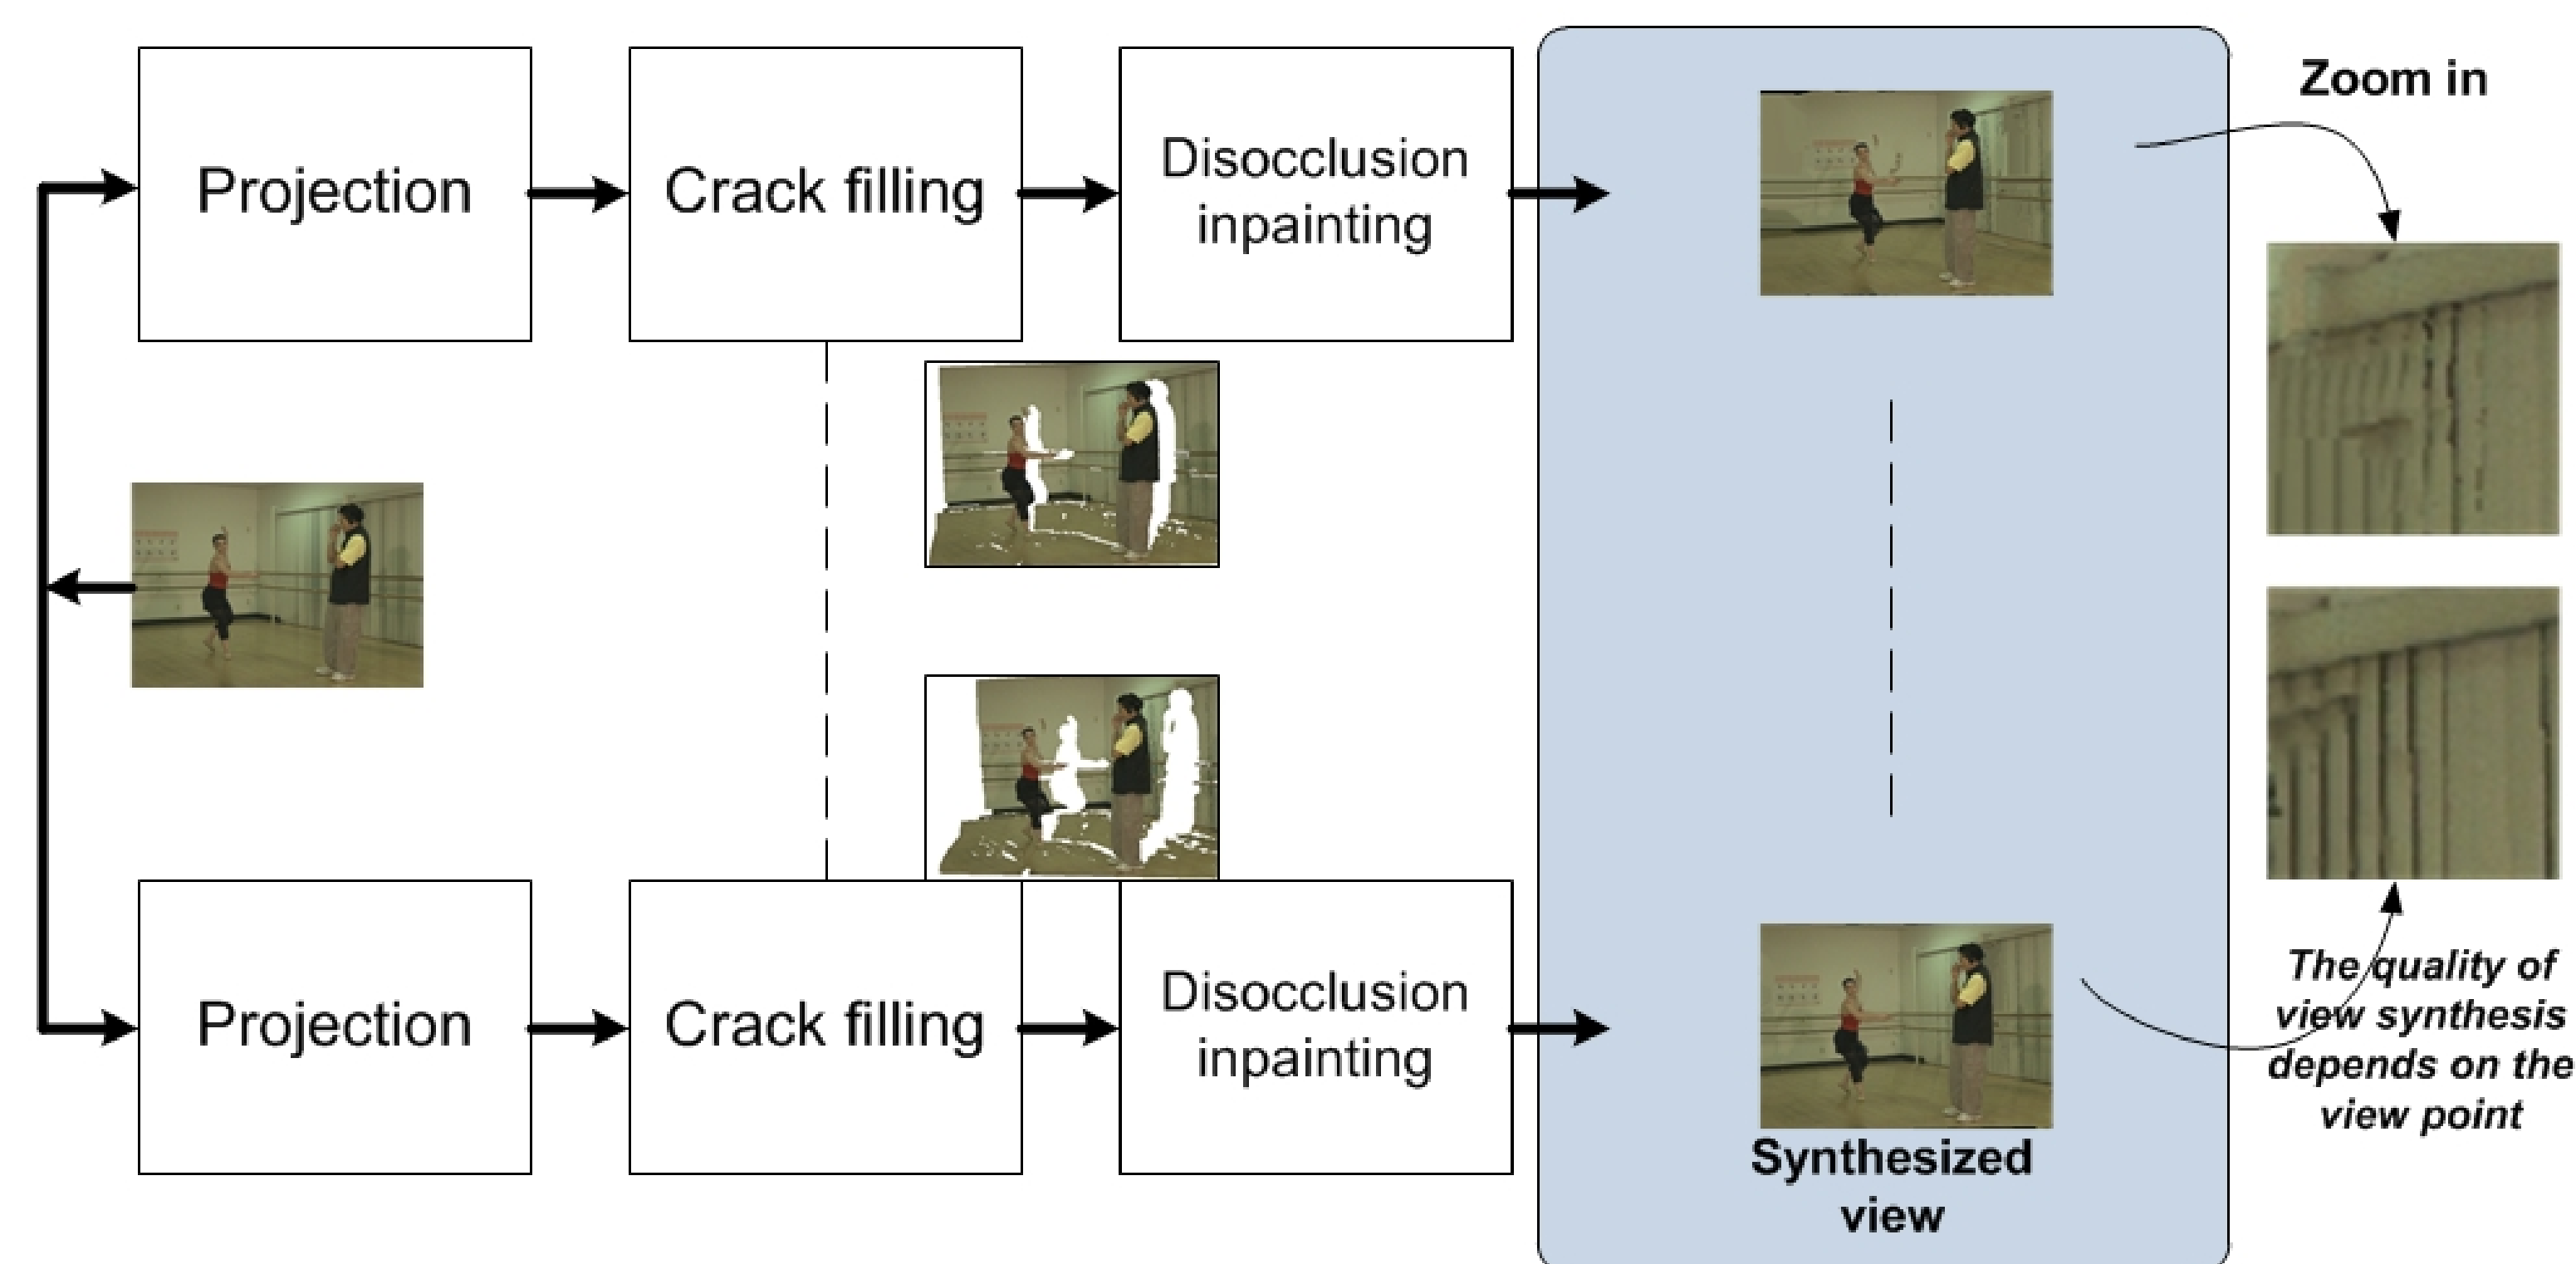 Projection
Crack filling
Disocclusion
inpainting
Zoom in
Projection
Crack filling
Disocclusion
inpainting
Synthesized
view
The quality of
view synthesis
depends on the
view point